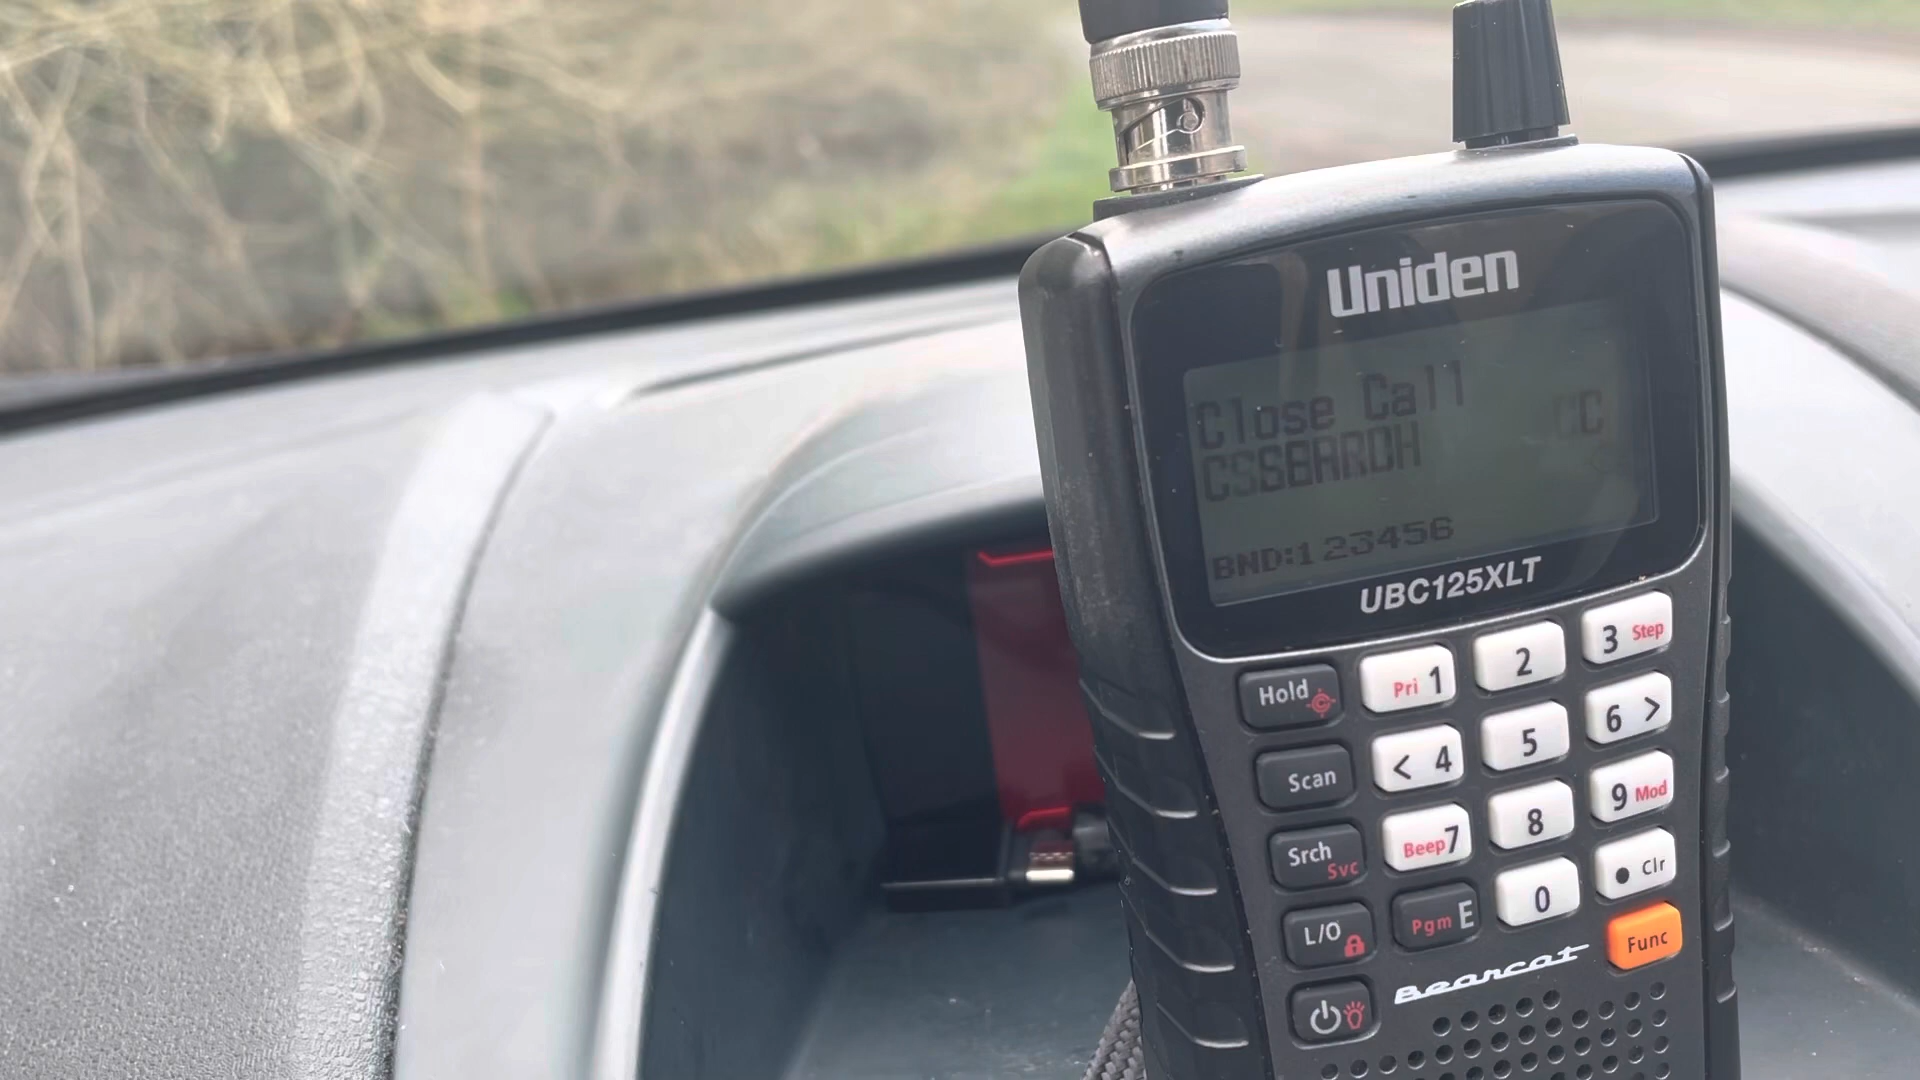 Uniden
Close Call
CC
BND:123456
UBC125XLT
Hold
Pri 1
2
3 Step
Scan
< 4
5
6 >
Srch Svc
Beep 7
8
9 Mod
L/O
Pgm E
0
• Clr
Func
Bearcat